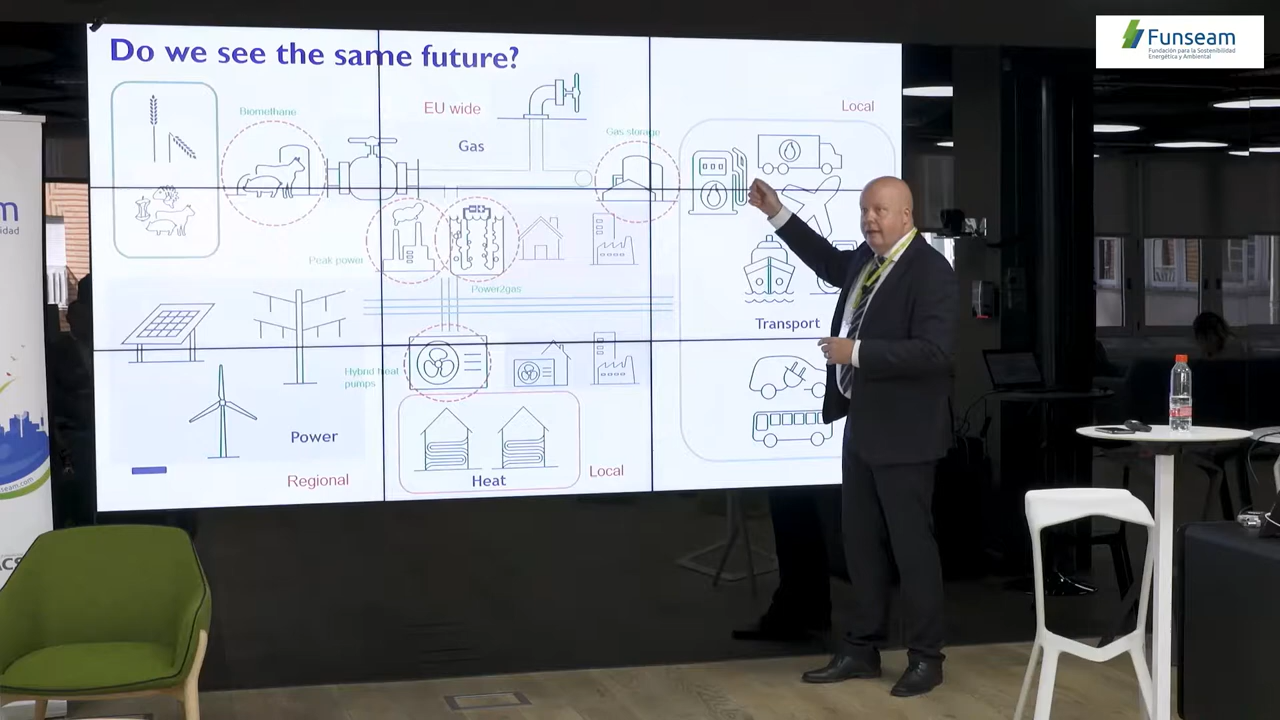 Do we see the same future?
Funseam
Fundación para la Sostenibilidad
Energética y Ambiental
EU wide
Local
Biomethane
Gas
Gas storage
Peak power
Power2gas
Transport
Hybrid heat
pumps
Power
Regional
Heat
Local